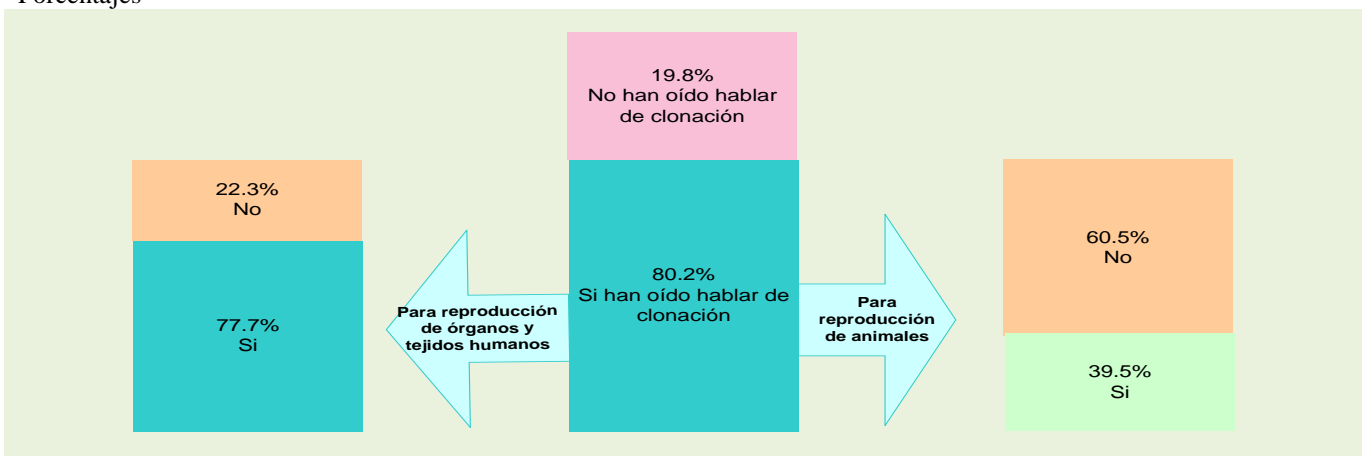 Porcentajes
19.8%
No han oído hablar
de clonación
22.3%
No
77.7%
Si
Para reproducción
de órganos y
tejidos humanos
80.2%
Si han oído hablar de
clonación
Para
reproducción
de animales
60.5%
No
39.5%
Si